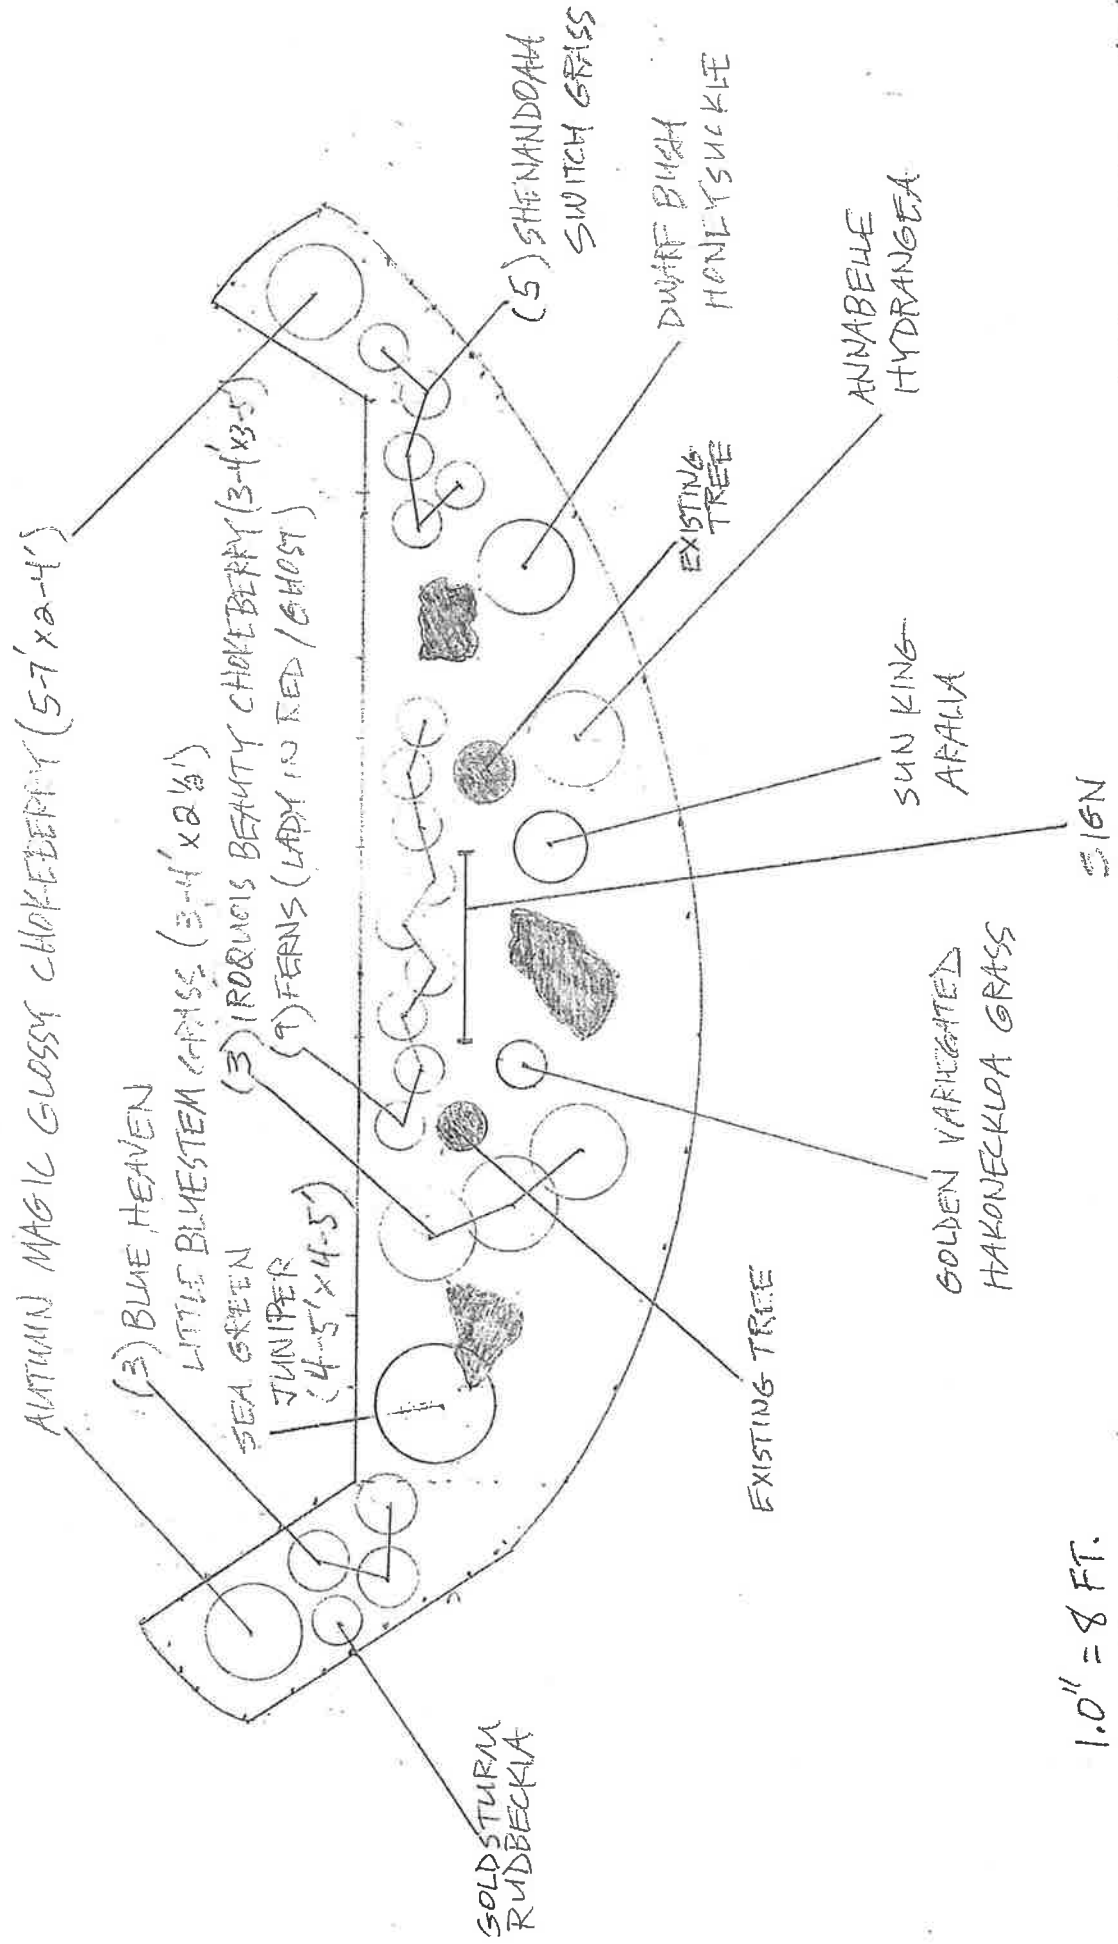 AUTUMN MAGIC GLOSSY CHOKEBERRY (5-7'x2-4')
(3) BLUE HEAVEN
LITTLE BLUESTEM GRASS (3-4' x 2½')
SEA GREEN
JUNIPER
(4-5' x 4-5')
(3) IROQUOIS BEAUTY CHOKEBERRY (3-4'x3-5')
(9) FERNS (LADY IN RED/GHOST)
(5) SHENANDOAH
SWITCH GRASS
DWARF BUSH
HONEYSUCKLE
ANNABELLE
HYDRANGEA
EXISTING
TREE
SUN KING
ARALIA
SIGN
GOLDEN VARIEGATED
HAKONECKLOA GRASS
EXISTING TREE
GOLDSTURM
RUDBECKIA
1.0" = 8 FT.